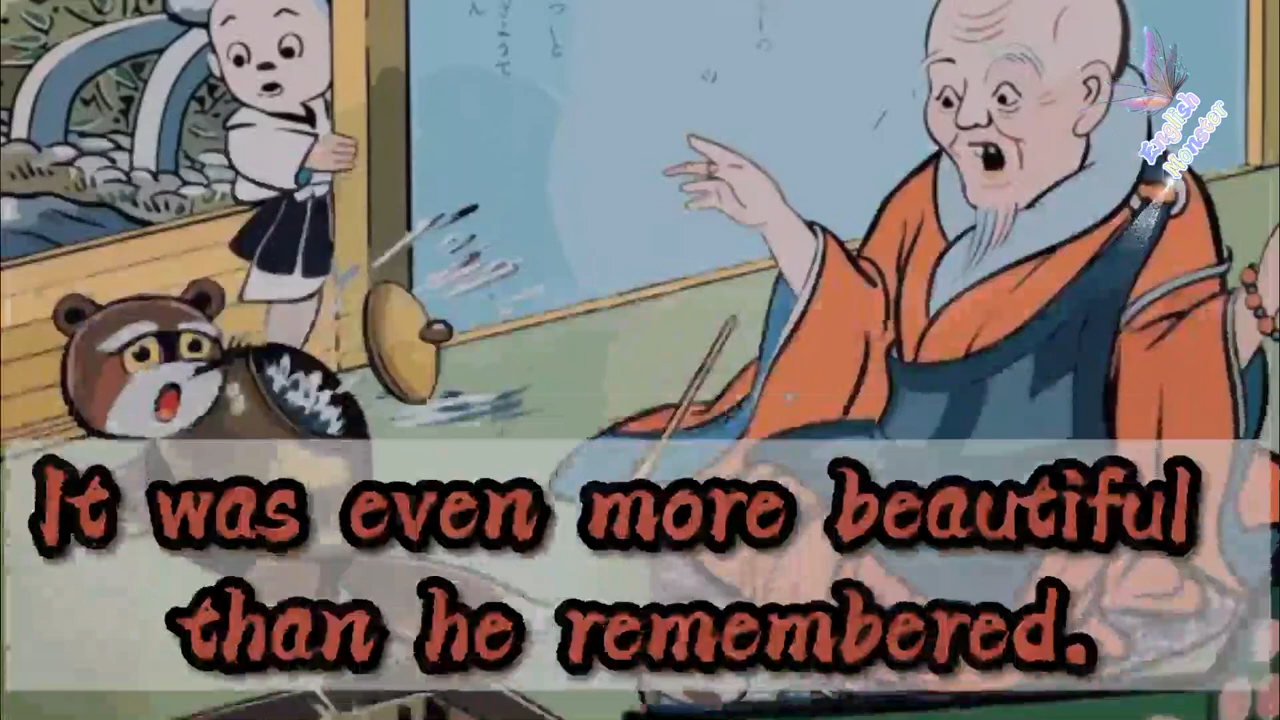 English
Monster
It was even more beautiful
than he remembered.